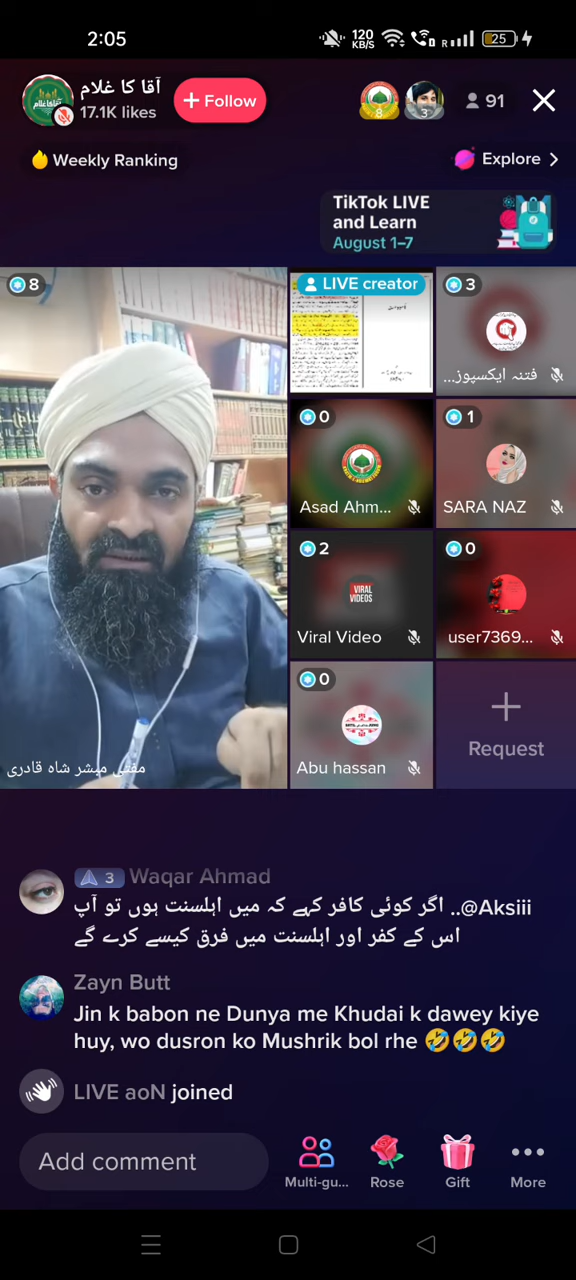 2:05
120
KB/S
R
25
آقا کا غلام
17.1K likes
+ Follow
8
3
91
Weekly Ranking
Explore
TikTok LIVE
and Learn
August 1–7
8
LIVE creator
3
فتنہ ایکسپوز...
0
Asad Ahm...
1
SARA NAZ
2
VIRAL
VIDEOS
Viral Video
0
user7369...
0
Abu hassan
Request
مفتی مبشر شاہ قادری
3 Waqar Ahmad
@Aksiii.. اگر کوئی کافر کہے کہ میں اہلسنت ہوں تو آپ
اس کے کفر اور اہلسنت میں فرق کیسے کرے گے
Zayn Butt
Jin k babon ne Dunya me Khudai k dawey kiye
huy, wo dusron ko Mushrik bol rhe 🤣🤣🤣
LIVE aoN joined
Add comment
Multi-gu...
Rose
Gift
More